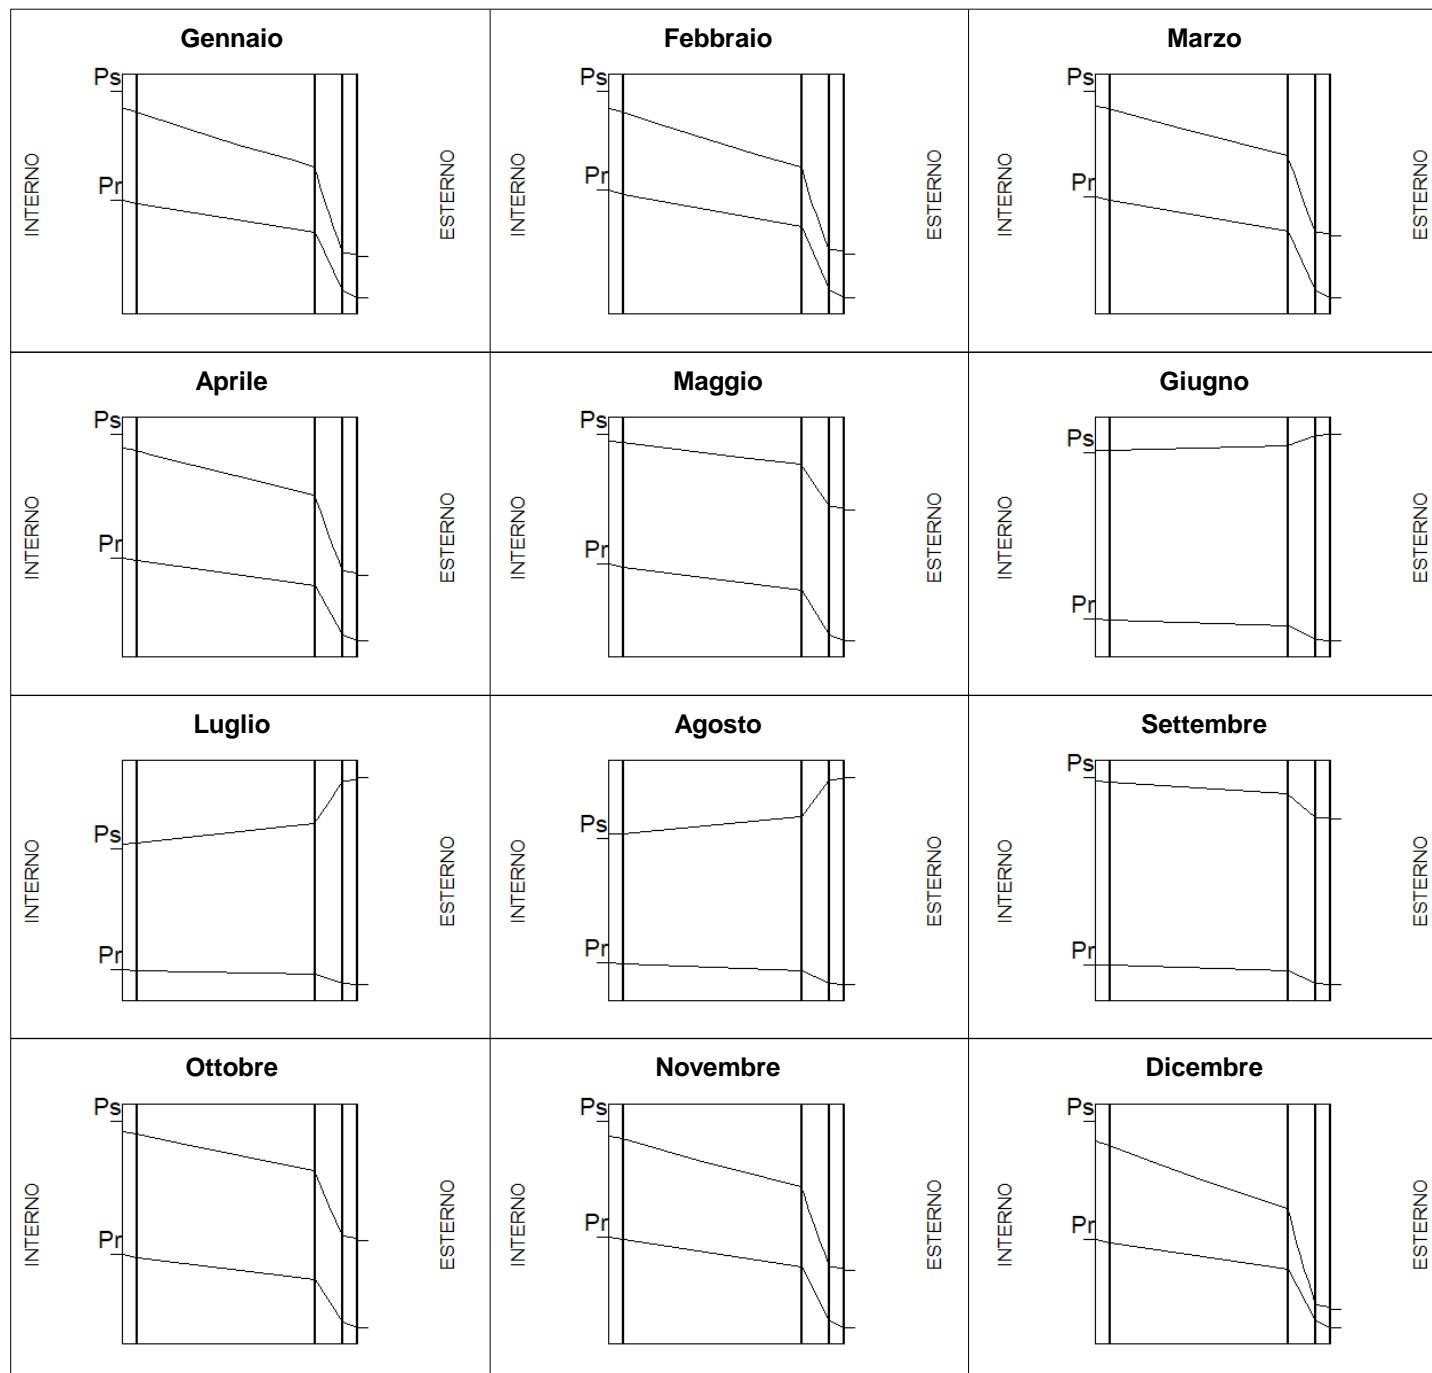 Gennaio
Ps
Pr
INTERNO
ESTERNO
Febbraio
Ps
Pr
INTERNO
ESTERNO
Marzo
Ps
Pr
INTERNO
ESTERNO
Aprile
Ps
Pr
INTERNO
ESTERNO
Maggio
Ps
Pr
INTERNO
ESTERNO
Giugno
Ps
Pr
INTERNO
ESTERNO
Luglio
Ps
Pr
INTERNO
ESTERNO
Agosto
Ps
Pr
INTERNO
ESTERNO
Settembre
Ps
Pr
INTERNO
ESTERNO
Ottobre
Ps
Pr
INTERNO
ESTERNO
Novembre
Ps
Pr
INTERNO
ESTERNO
Dicembre
Ps
Pr
INTERNO
ESTERNO